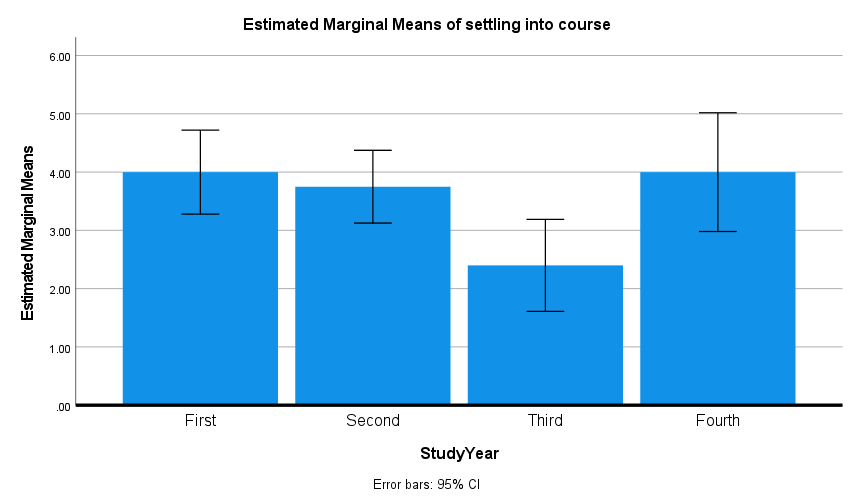 Estimated Marginal Means of settling into course
Estimated Marginal Means
6.00
5.00
4.00
3.00
2.00
1.00
.00
First Second Third Fourth
StudyYear
Error bars: 95% CI